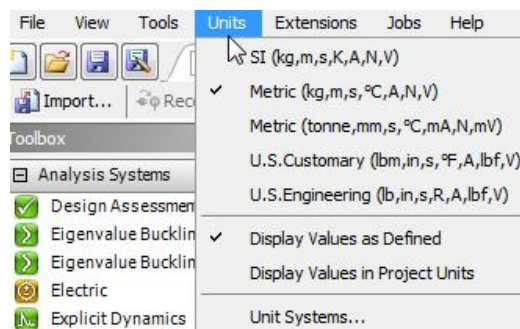 File View Tools Units Extensions Jobs Help
SI (kg,m,s,K,A,N,V)
Import...
Metric (kg,m,s,°C,A,N,V)
Metric (tonne,mm,s,°C,mA,N,mV)
Toolbox
U.S.Customary (lbm,in,s,°F,A,lbf,V)
Analysis Systems
U.S.Engineering (lb,in,s,R,A,lbf,V)
Design Assessmen
Eigenvalue Bucklin
Display Values as Defined
Eigenvalue Bucklin
Display Values in Project Units
Electric
Explicit Dynamics
Unit Systems...